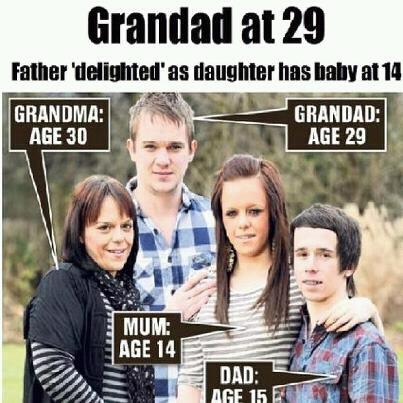 Grandad at 29
Father 'delighted' as daughter has baby at 14
GRANDMA:
AGE 30
GRANDAD:
AGE 29
MUM:
AGE 14
DAD:
AGE 15